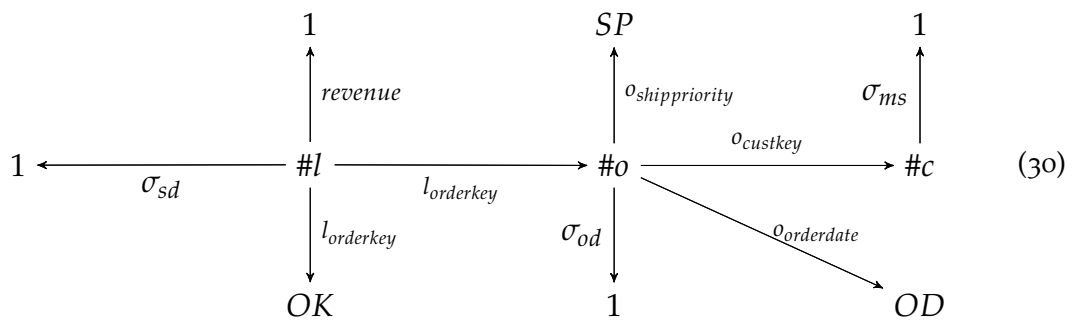 1 SP 1
revenue o_shippriority σ_ms
o_custkey
1 #l #o #c (30)
σ_sd l_orderkey
l_orderkey σ_od o_orderdate
OK 1 OD